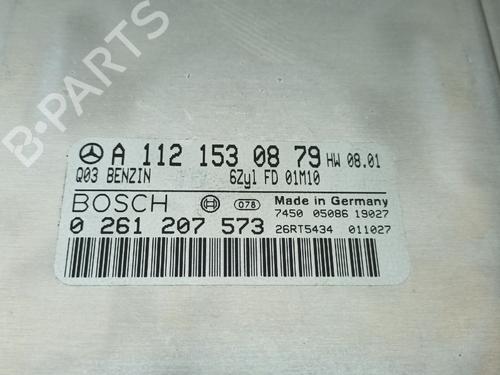 B-PARTS
A 112 153 08 79 HW 08.01
Q03 BENZIN 6Zyl FD 01M10
BOSCH 078 Made in Germany
7450 05086 19027
0 261 207 573 26RT5434 011027